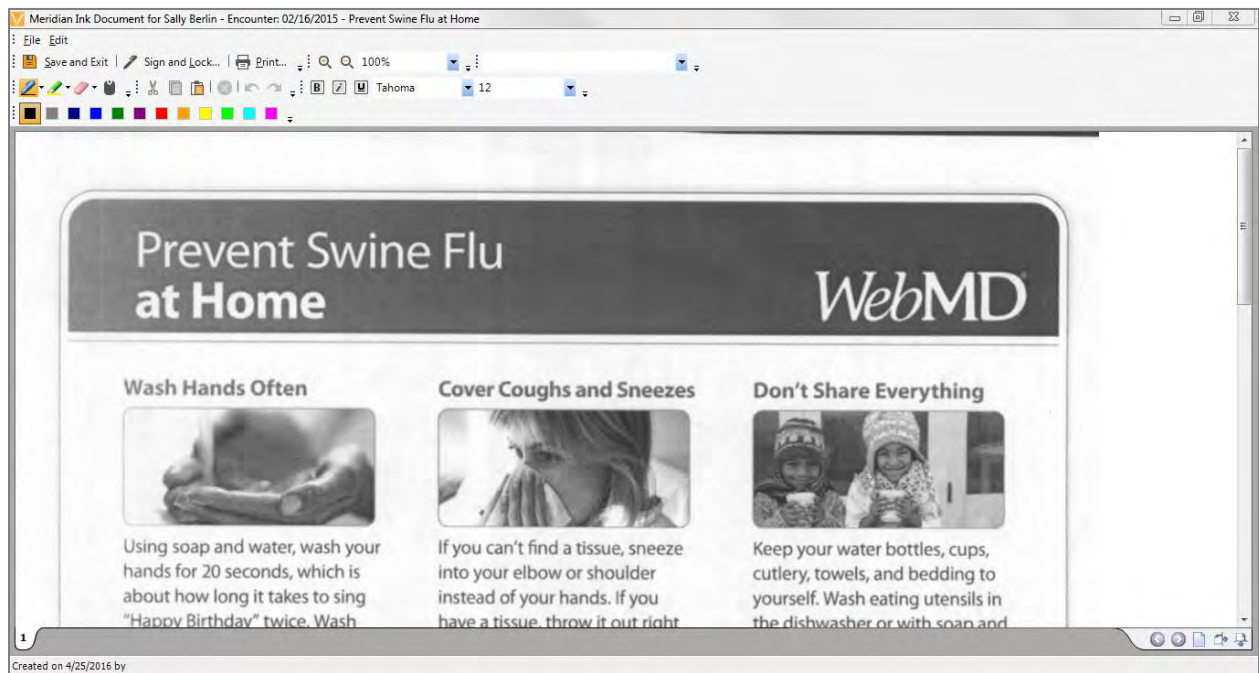 Meridian Ink Document for Sally Berlin - Encounter: 02/16/2015 - Prevent Swine Flu at Home
File Edit
Save and Exit Sign and Lock... Print... 100%
B I U Tahoma 12
Prevent Swine Flu
at Home
WebMD
Wash Hands Often
Using soap and water, wash your
hands for 20 seconds, which is
about how long it takes to sing
"Happy Birthday" twice. Wash
Cover Coughs and Sneezes
If you can't find a tissue, sneeze
into your elbow or shoulder
instead of your hands. If you
have a tissue, throw it out right
Don't Share Everything
Keep your water bottles, cups,
cutlery, towels, and bedding to
yourself. Wash eating utensils in
the dishwasher or with soap and
1
Created on 4/25/2016 by